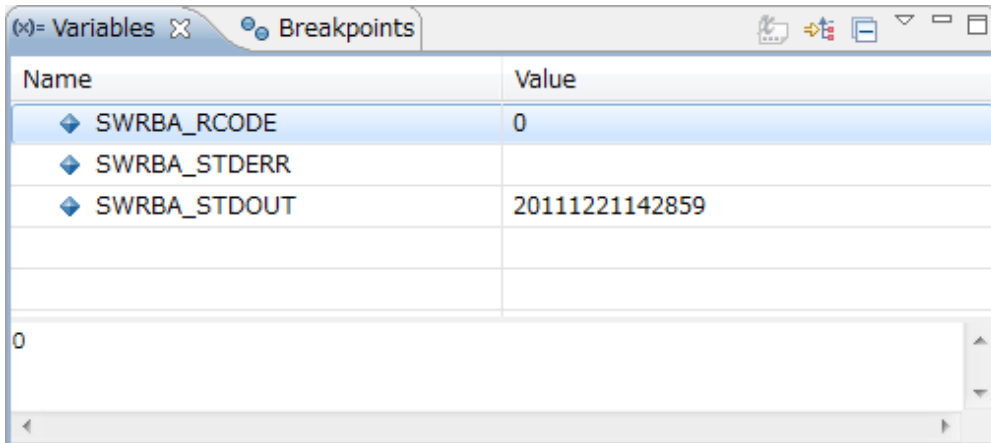 (x)= Variables Breakpoints
Name Value
SWRBA_RCODE 0
SWRBA_STDERR
SWRBA_STDOUT 20111221142859
0